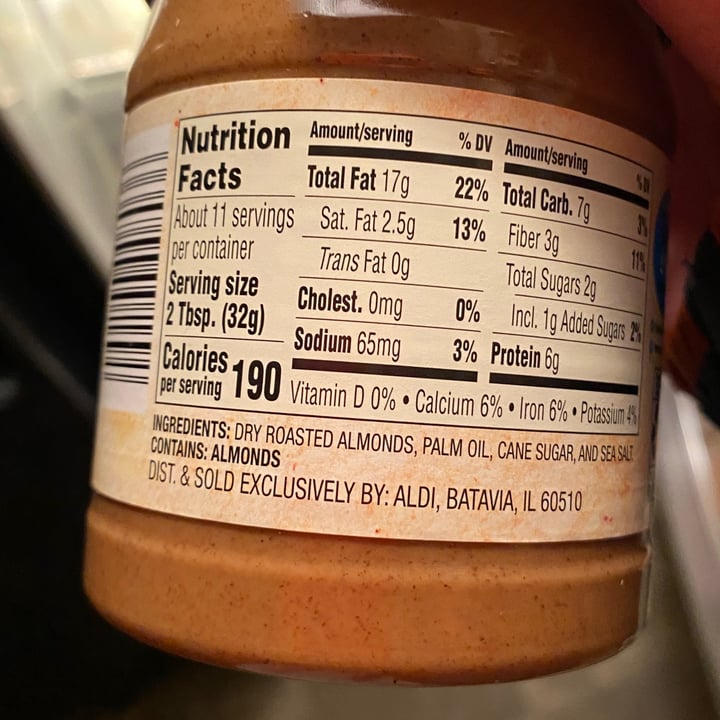 Nutrition
Facts
About 11 servings
per container
Serving size
2 Tbsp. (32g)
Calories
per serving 190
Amount/serving % DV
Total Fat 17g 22%
Sat. Fat 2.5g 13%
Trans Fat 0g
Cholest. 0mg 0%
Sodium 65mg 3%
Amount/serving % DV
Total Carb. 7g 3%
Fiber 3g 11%
Total Sugars 2g
Incl. 1g Added Sugars 2%
Protein 6g
Vitamin D 0% • Calcium 6% • Iron 6% • Potassium 4%
INGREDIENTS: DRY ROASTED ALMONDS, PALM OIL, CANE SUGAR, AND SEA SALT.
CONTAINS: ALMONDS
DIST. & SOLD EXCLUSIVELY BY: ALDI, BATAVIA, IL 60510